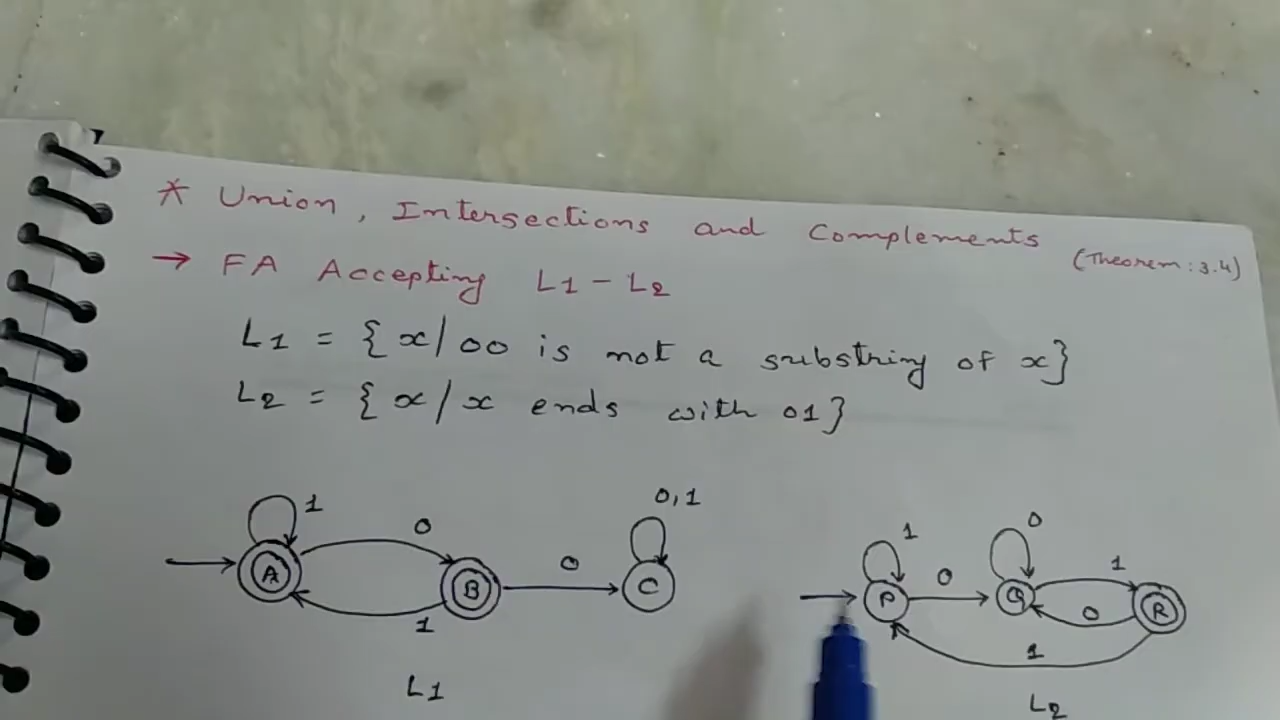 * Union, Intersections and Complements (Theorem: 3.4)
→ FA Accepting L1 - L2
L1 = {x/00 is not a substring of x}
L2 = {x/x ends with 01}
1 0 0 0,1
A B C
1
L1
1 0 0 1
P Q R
0
1
L2